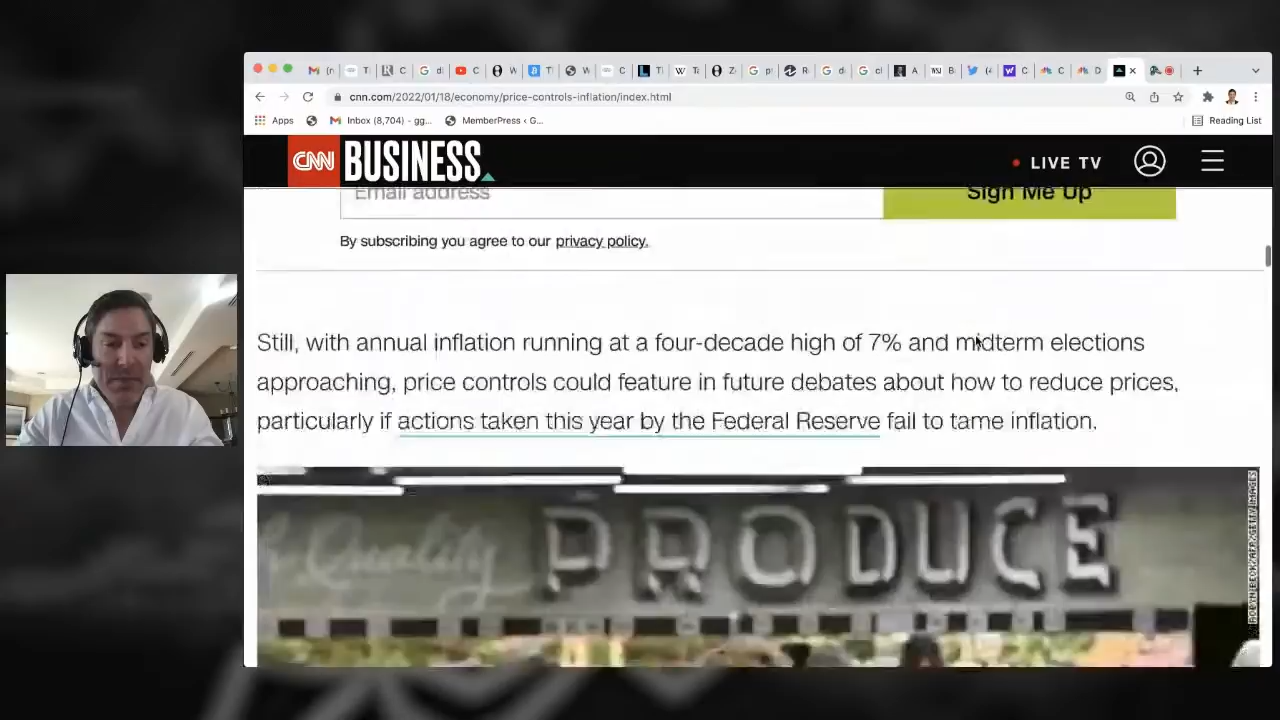 cnn.com/2022/01/18/economy/price-controls-inflation/index.html
Apps
Inbox (8,704) - gg...
MemberPress ‹ G...
Reading List
CNN BUSINESS
LIVE TV
Email address
Sign Me Up
By subscribing you agree to our privacy policy.
Still, with annual inflation running at a four-decade high of 7% and midterm elections
approaching, price controls could feature in future debates about how to reduce prices,
particularly if actions taken this year by the Federal Reserve fail to tame inflation.
Quality
PRODUCE